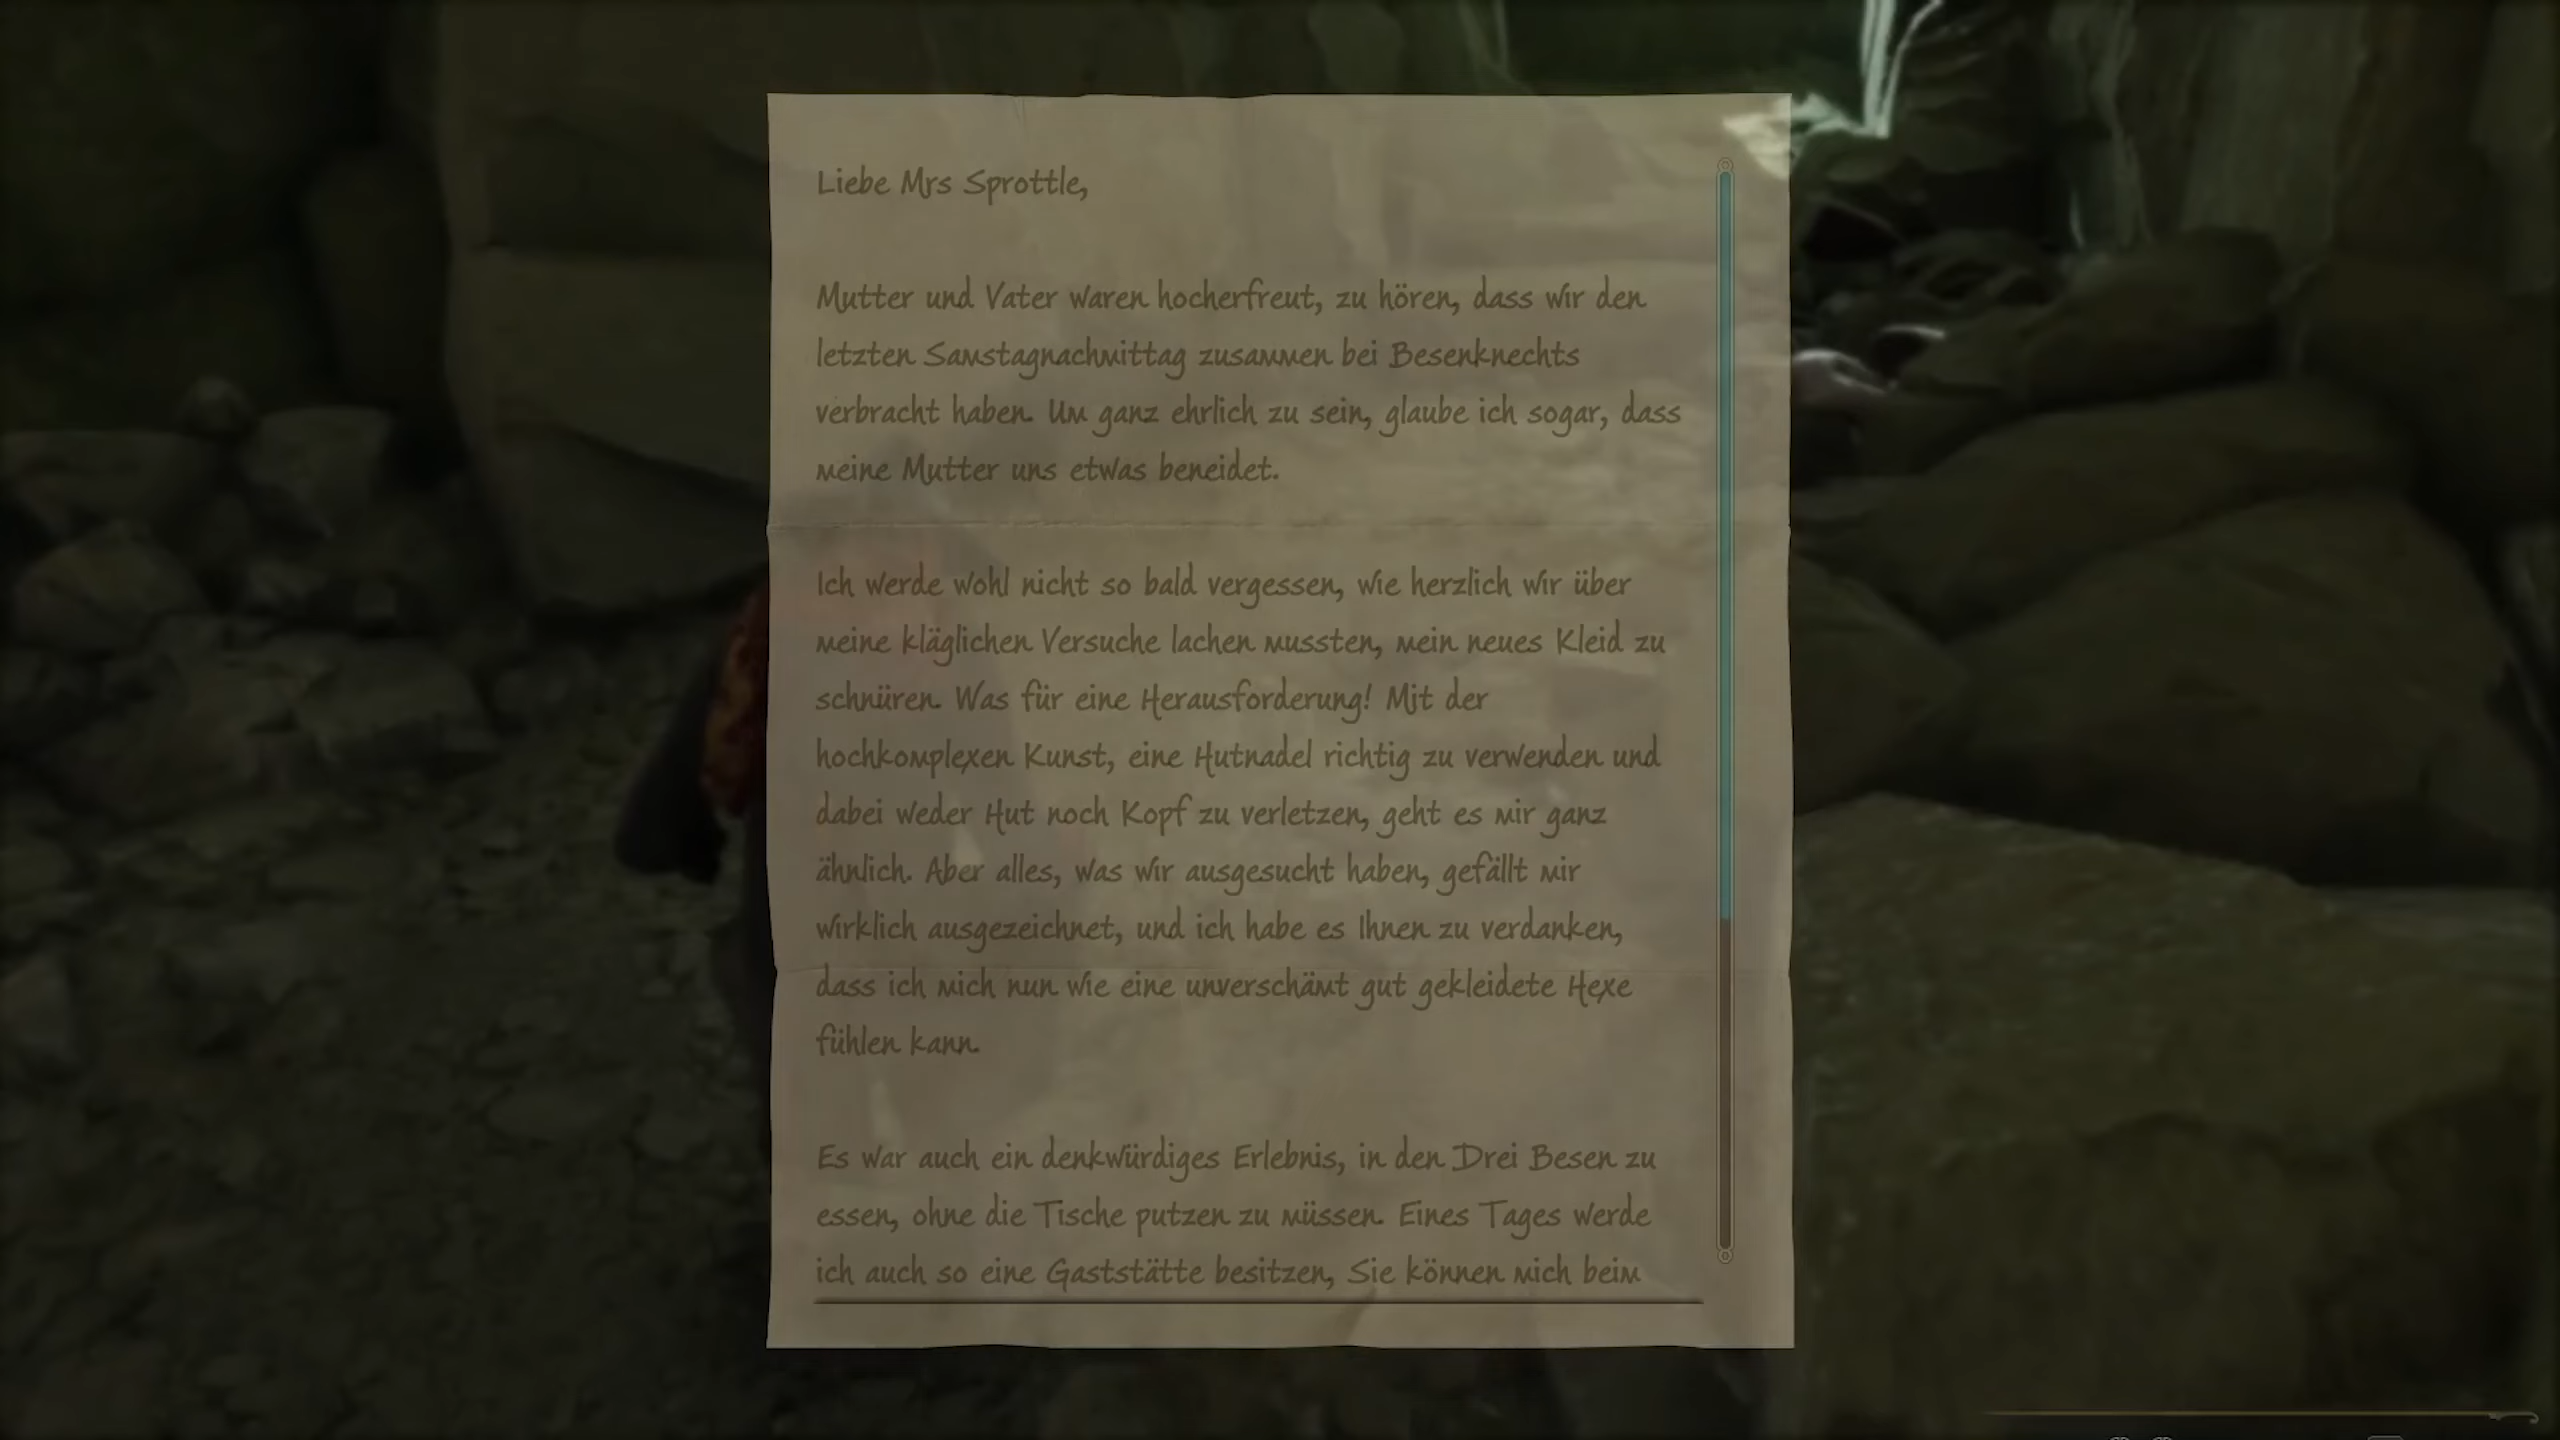 Liebe Mrs Sprottle,
Mutter und Vater waren hocherfreut, zu hören, dass wir den
letzten Samstagnachmittag zusammen bei Besenknechts
verbracht haben. Um ganz ehrlich zu sein, glaube ich sogar, dass
meine Mutter uns etwas beneidet.
Ich werde wohl nicht so bald vergessen, wie herzlich wir über
meine kläglichen Versuche lachen mussten, mein neues Kleid zu
schnüren. Was für eine Herausforderung! Mit der
hochkomplexen Kunst, eine Hutnadel richtig zu verwenden und
dabei weder Hut noch Kopf zu verletzen, geht es mir ganz
ähnlich. Aber alles, was wir ausgesucht haben, gefällt mir
wirklich ausgezeichnet, und ich habe es Ihnen zu verdanken,
dass ich mich nun wie eine unverschämt gut gekleidete Hexe
fühlen kann.
Es war auch ein denkwürdiges Erlebnis, in den Drei Besen zu
essen, ohne die Tische putzen zu müssen. Eines Tages werde
ich auch so eine Gaststätte besitzen, Sie können mich beim